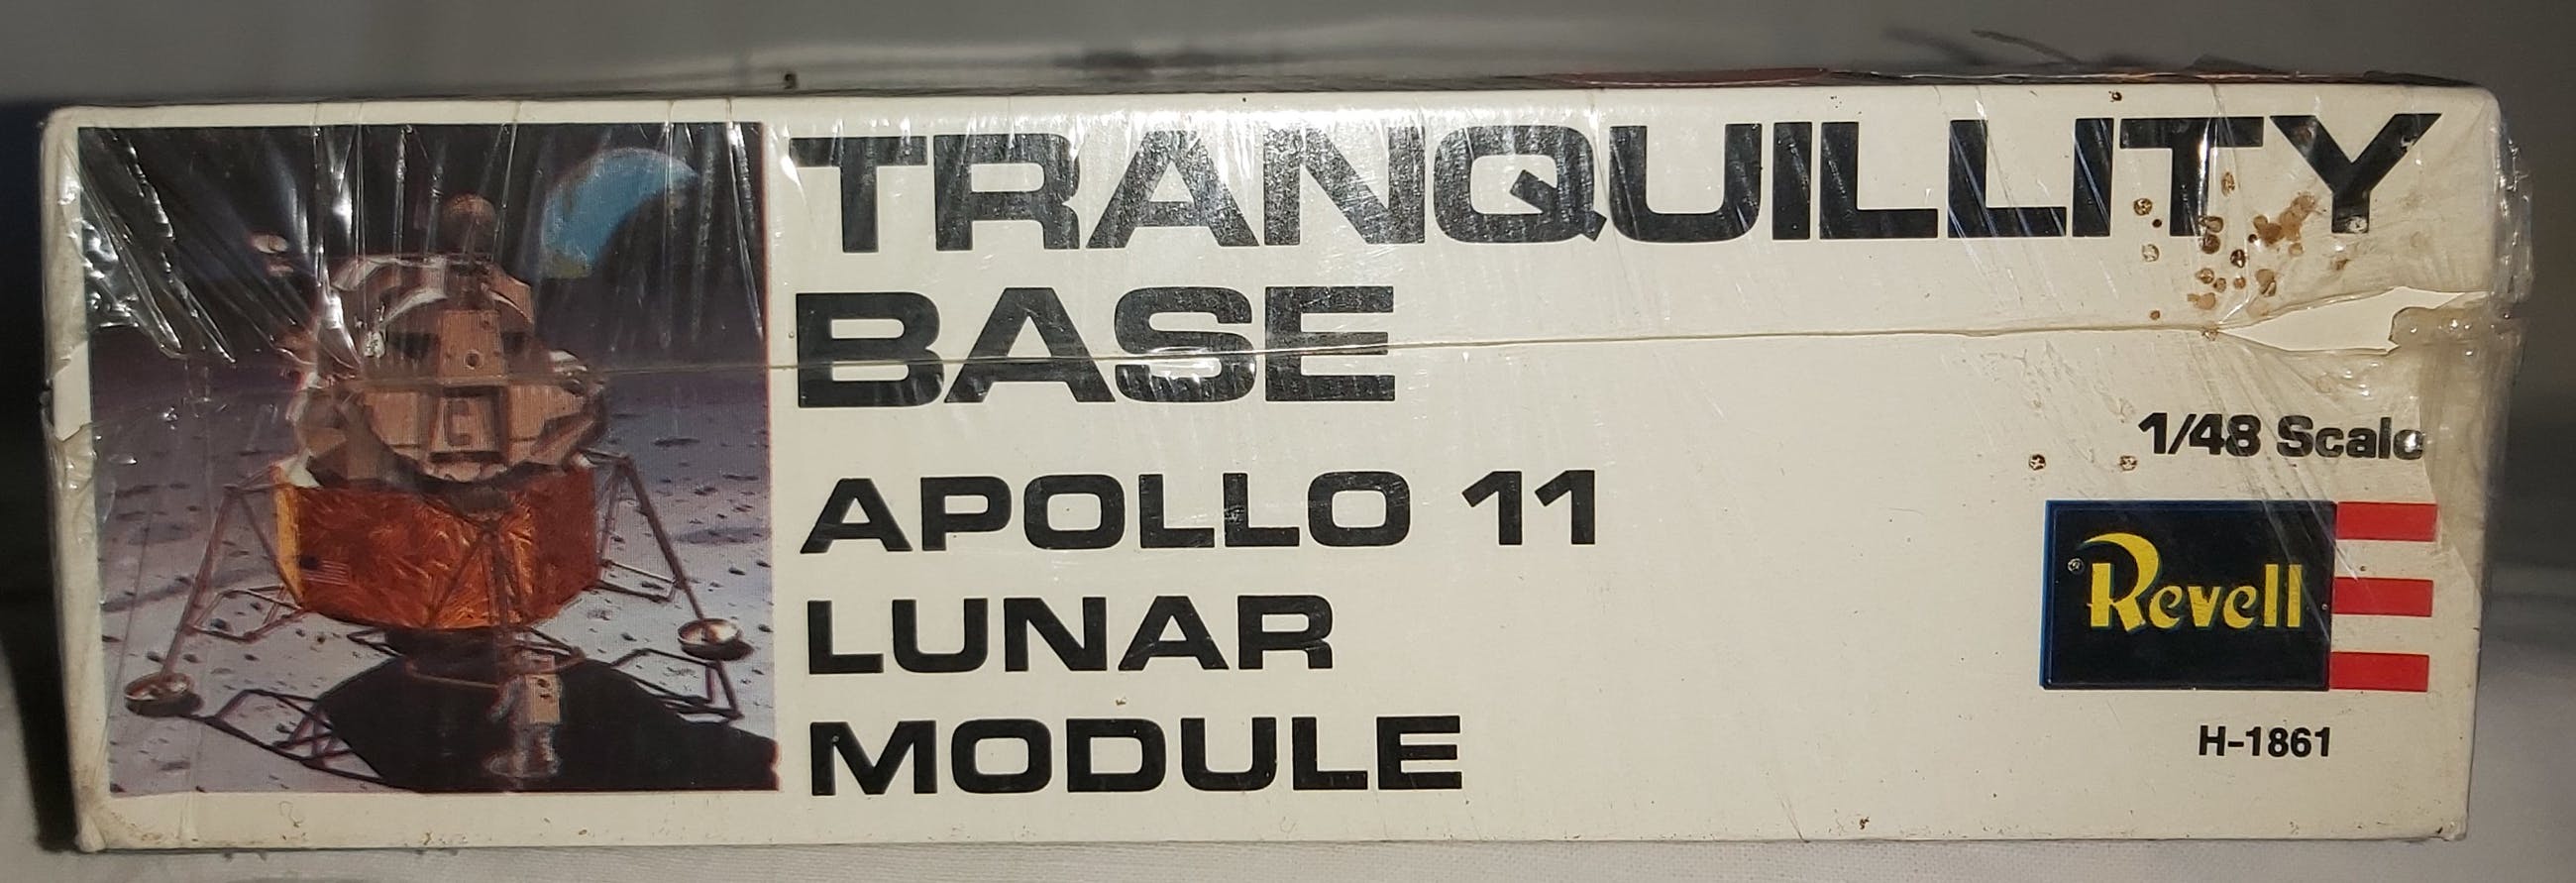 TRANQUILLITY
BASE
APOLLO 11
LUNAR
MODULE
1/48 Scale
Revell
H-1861